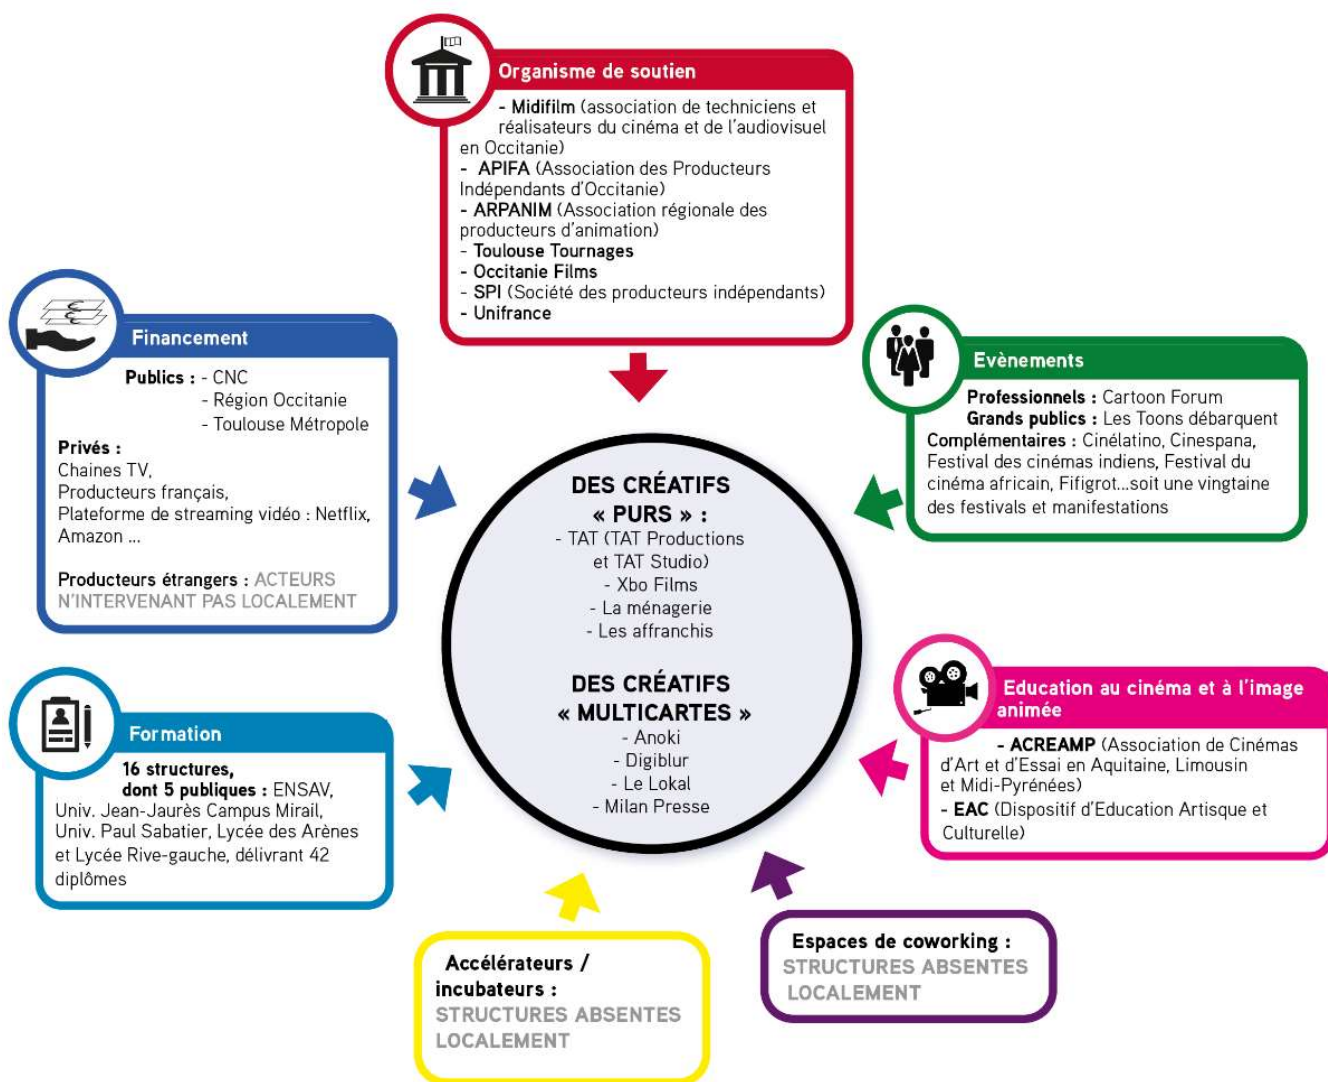 Organisme de soutien
- Midifilm (association de techniciens et
réalisateurs du cinéma et de l'audiovisuel
en Occitanie)
- APIFA (Association des Producteurs
Indépendants d'Occitanie)
- ARPANIM (Association régionale des
producteurs d'animation)
- Toulouse Tournages
- Occitanie Films
- SPI (Société des producteurs indépendants)
- Unifrance
Financement
Publics : - CNC
- Région Occitanie
- Toulouse Métropole
Privés :
Chaines TV,
Producteurs français,
Plateforme de streaming vidéo : Netflix,
Amazon ...
Producteurs étrangers : ACTEURS
N'INTERVENANT PAS LOCALEMENT
Evènements
Professionnels : Cartoon Forum
Grands publics : Les Toons débarquent
Complémentaires : Cinélatino, Cinespana,
Festival des cinémas indiens, Festival du
cinéma africain, Fifigrot...soit une vingtaine
des festivals et manifestations
DES CRÉATIFS
« PURS » :
- TAT (TAT Productions
et TAT Studio)
- Xbo Films
- La ménagerie
- Les affranchis
DES CRÉATIFS
« MULTICARTES »
- Anoki
- Digiblur
- Le Lokal
- Milan Presse
Formation
16 structures,
dont 5 publiques : ENSAV,
Univ. Jean-Jaurès Campus Mirail,
Univ. Paul Sabatier, Lycée des Arènes
et Lycée Rive-gauche, délivrant 42
diplômes
Education au cinéma et à l'image
animée
- ACREAMP (Association de Cinémas
d'Art et d'Essai en Aquitaine, Limousin
et Midi-Pyrénées)
- EAC (Dispositif d'Education Artisque et
Culturelle)
Accélérateurs /
incubateurs :
STRUCTURES ABSENTES
LOCALEMENT
Espaces de coworking :
STRUCTURES ABSENTES
LOCALEMENT